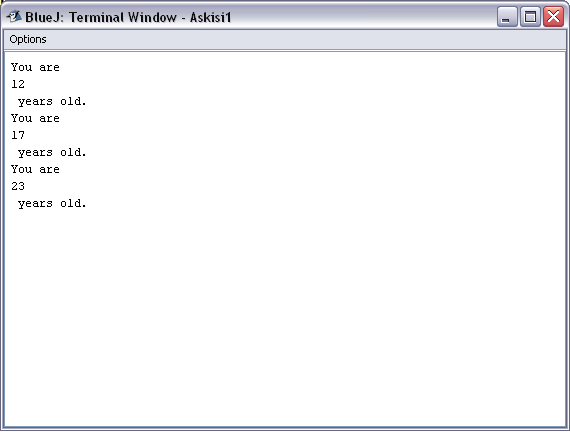 BlueJ: Terminal Window - Askisi1
Options
You are
12
 years old.
You are
17
 years old.
You are
23
 years old.